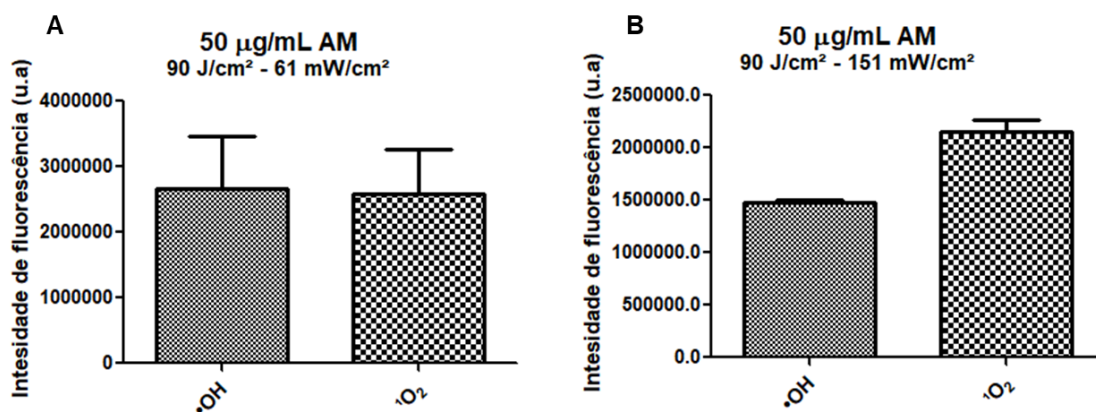 A
50 µg/mL AM
90 J/cm² - 61 mW/cm²
Intesidade de fluorescência (u.a)
4000000
3000000
2000000
1000000
0
•OH
¹O₂
B
50 µg/mL AM
90 J/cm² - 151 mW/cm²
Intesidade de fluorescência (u.a)
2500000.0
2000000.0
1500000.0
1000000.0
500000.0
0.0
•OH
¹O₂